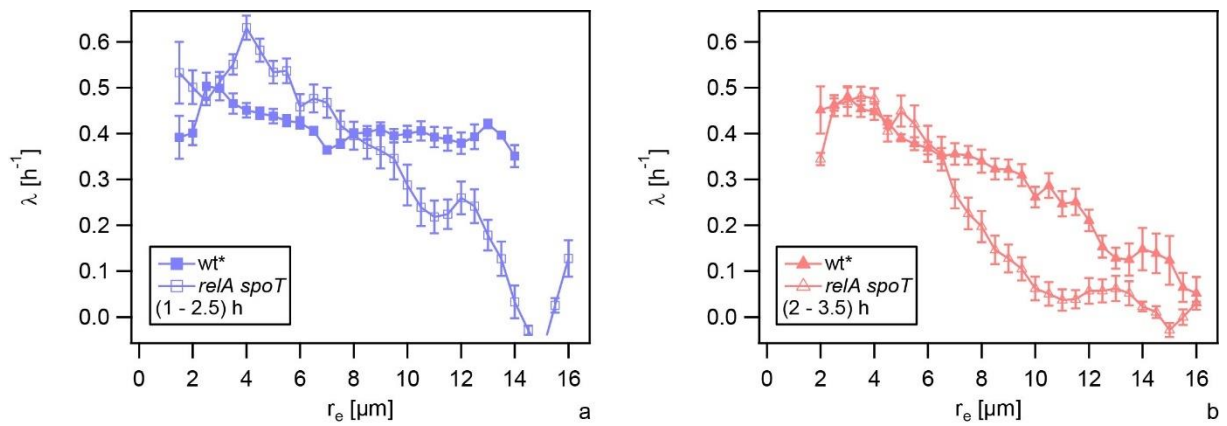 0.6
0.5
0.4
0.3
0.2
0.1
0.0
λ [h⁻¹]
wt*
relA spoT
(1 - 2.5) h
0 2 4 6 8 10 12 14 16
rₑ [µm]
a
0.6
0.5
0.4
0.3
0.2
0.1
0.0
λ [h⁻¹]
wt*
relA spoT
(2 - 3.5) h
0 2 4 6 8 10 12 14 16
rₑ [µm]
b